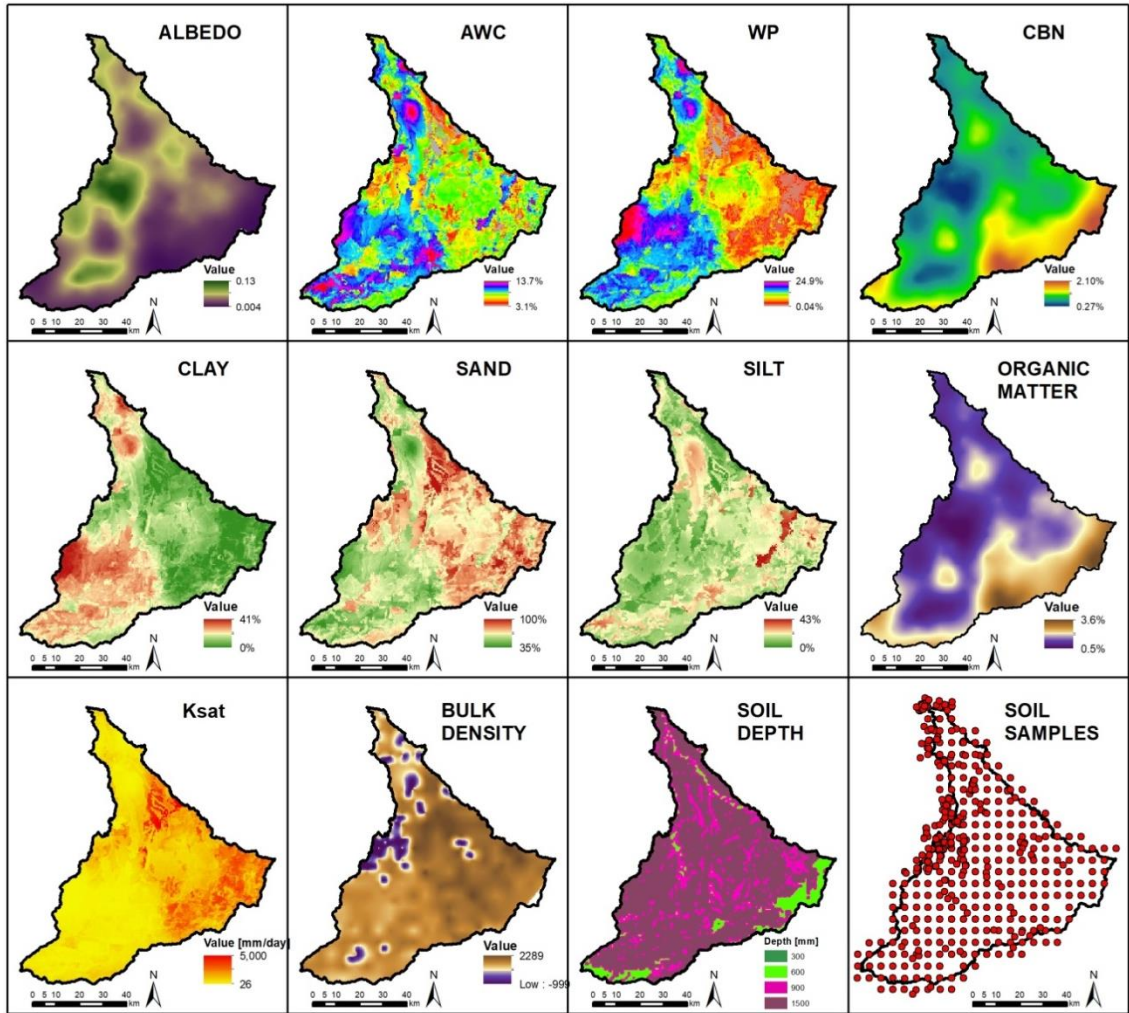 ALBEDO
Value
0.13
0.004
N
0 5 10 20 30 40
km
AWC
Value
13.7%
3.1%
N
0 5 10 20 30 40
km
WP
Value
24.9%
0.04%
N
0 5 10 20 30 40
km
CBN
Value
2.10%
0.27%
N
0 5 10 20 30 40
km
CLAY
Value
41%
0%
N
0 5 10 20 30 40
km
SAND
Value
100%
35%
N
0 5 10 20 30 40
km
SILT
Value
43%
0%
N
0 5 10 20 30 40
km
ORGANIC
MATTER
Value
3.6%
0.5%
N
0 5 10 20 30 40
km
Ksat
Value [mm/day]
5,000
26
N
0 5 10 20 30 40
km
BULK
DENSITY
Value
2289
Low : -999
N
0 5 10 20 30 40
km
SOIL
DEPTH
Depth [mm]
300
600
900
1500
N
0 5 10 20 30 40
km
SOIL
SAMPLES
N
0 5 10 20 30 40
km